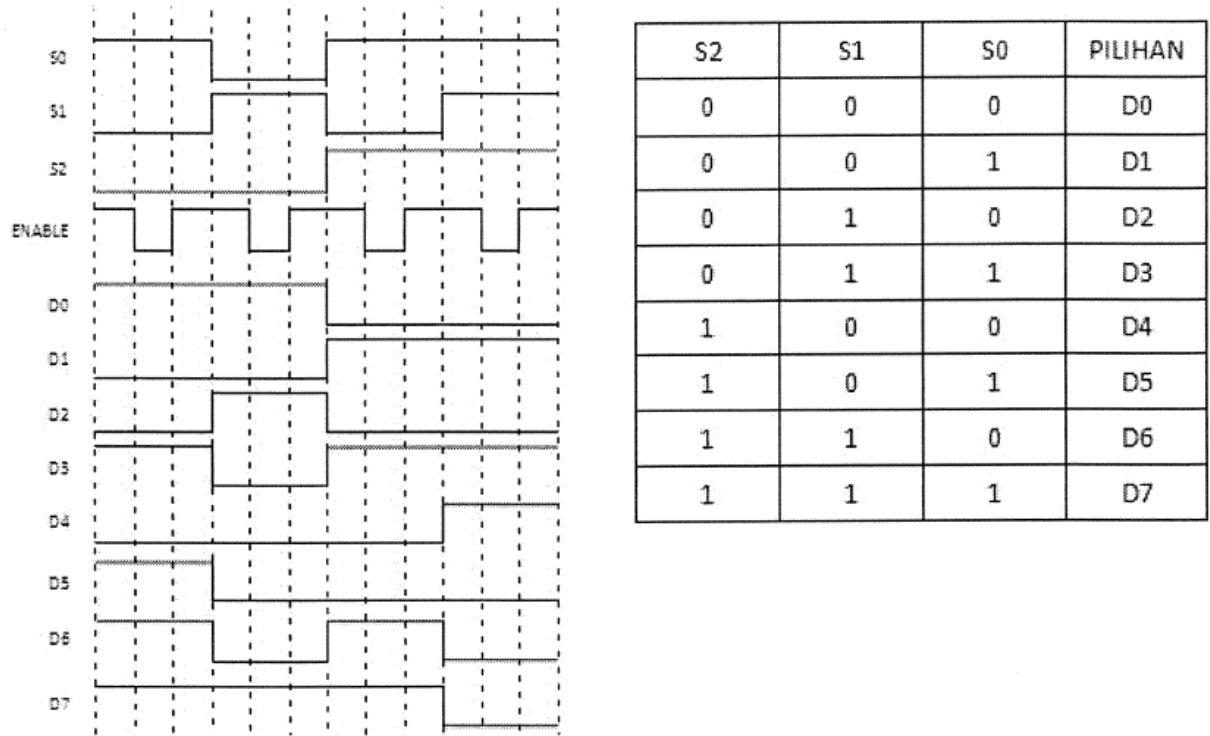 S0
S1
S2
ENABLE
D0
D1
D2
D3
D4
D5
D6
D7
S2 S1 S0 PILIHAN
0 0 0 D0
0 0 1 D1
0 1 0 D2
0 1 1 D3
1 0 0 D4
1 0 1 D5
1 1 0 D6
1 1 1 D7